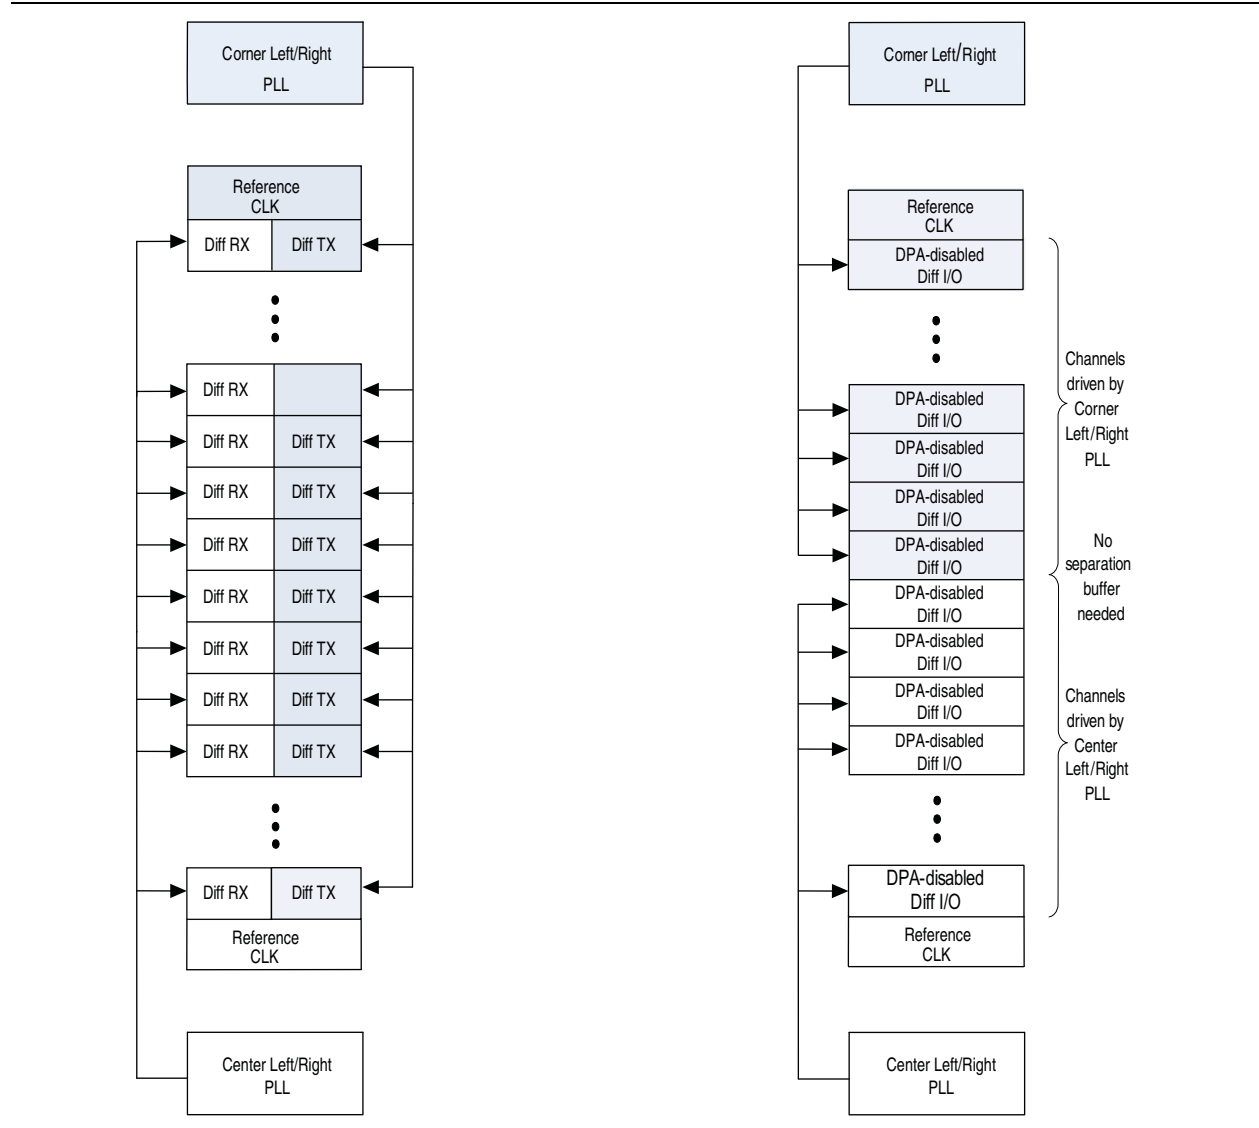 Corner Left/Right
PLL
Reference
CLK
Diff RX
Diff TX
Diff RX
Diff RX
Diff TX
Diff RX
Diff TX
Diff RX
Diff TX
Diff RX
Diff TX
Diff RX
Diff TX
Diff RX
Diff TX
Diff RX
Diff TX
Diff RX
Diff TX
Reference
CLK
Center Left/Right
PLL
Corner Left/Right
PLL
Reference
CLK
DPA-disabled
Diff I/O
DPA-disabled
Diff I/O
DPA-disabled
Diff I/O
DPA-disabled
Diff I/O
DPA-disabled
Diff I/O
DPA-disabled
Diff I/O
DPA-disabled
Diff I/O
DPA-disabled
Diff I/O
DPA-disabled
Diff I/O
DPA-disabled
Diff I/O
Reference
CLK
Center Left/Right
PLL
Channels
driven by
Corner
Left/Right
PLL
No
separation
buffer
needed
Channels
driven by
Center
Left/Right
PLL